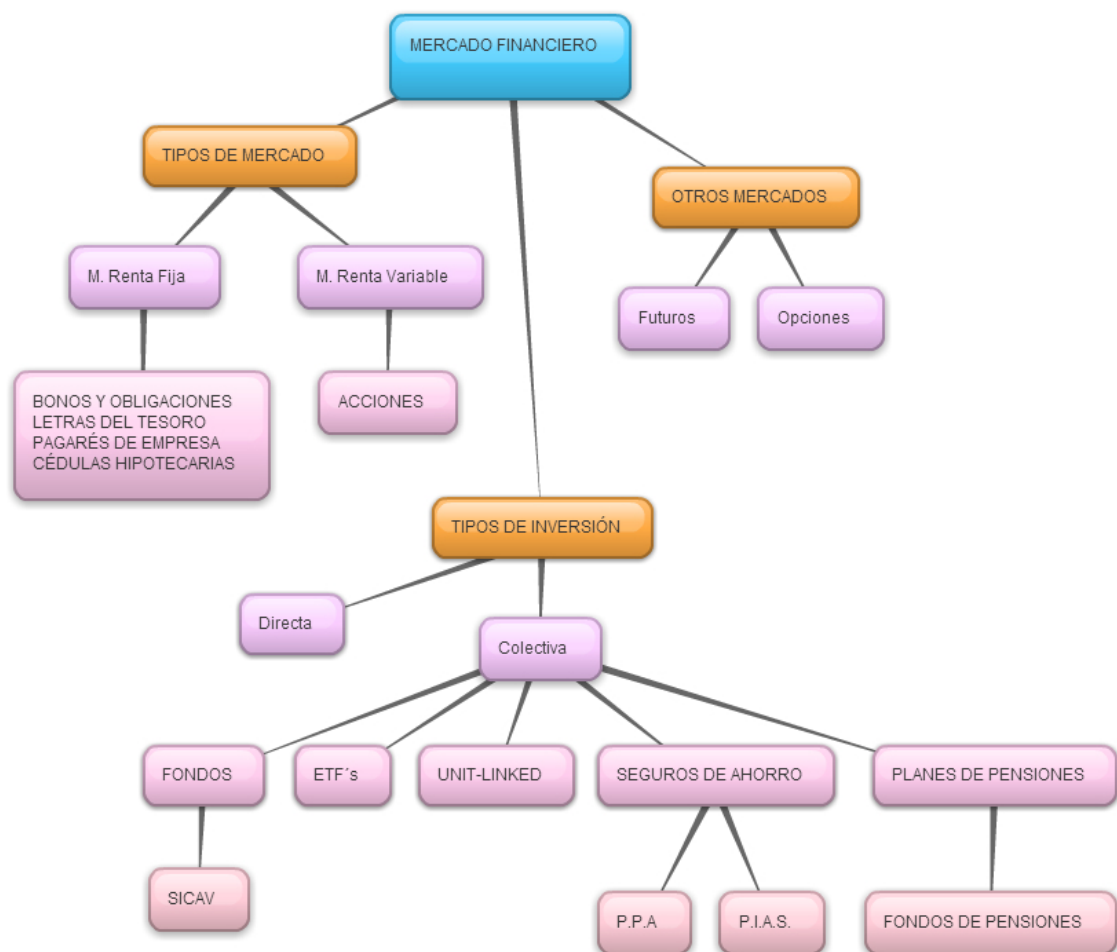 MERCADO FINANCIERO
TIPOS DE MERCADO
OTROS MERCADOS
M. Renta Fija
M. Renta Variable
Futuros
Opciones
BONOS Y OBLIGACIONES
LETRAS DEL TESORO
PAGARÉS DE EMPRESA
CÉDULAS HIPOTECARIAS
ACCIONES
TIPOS DE INVERSIÓN
Directa
Colectiva
FONDOS
ETF´s
UNIT-LINKED
SEGUROS DE AHORRO
PLANES DE PENSIONES
SICAV
P.P.A
P.I.A.S.
FONDOS DE PENSIONES